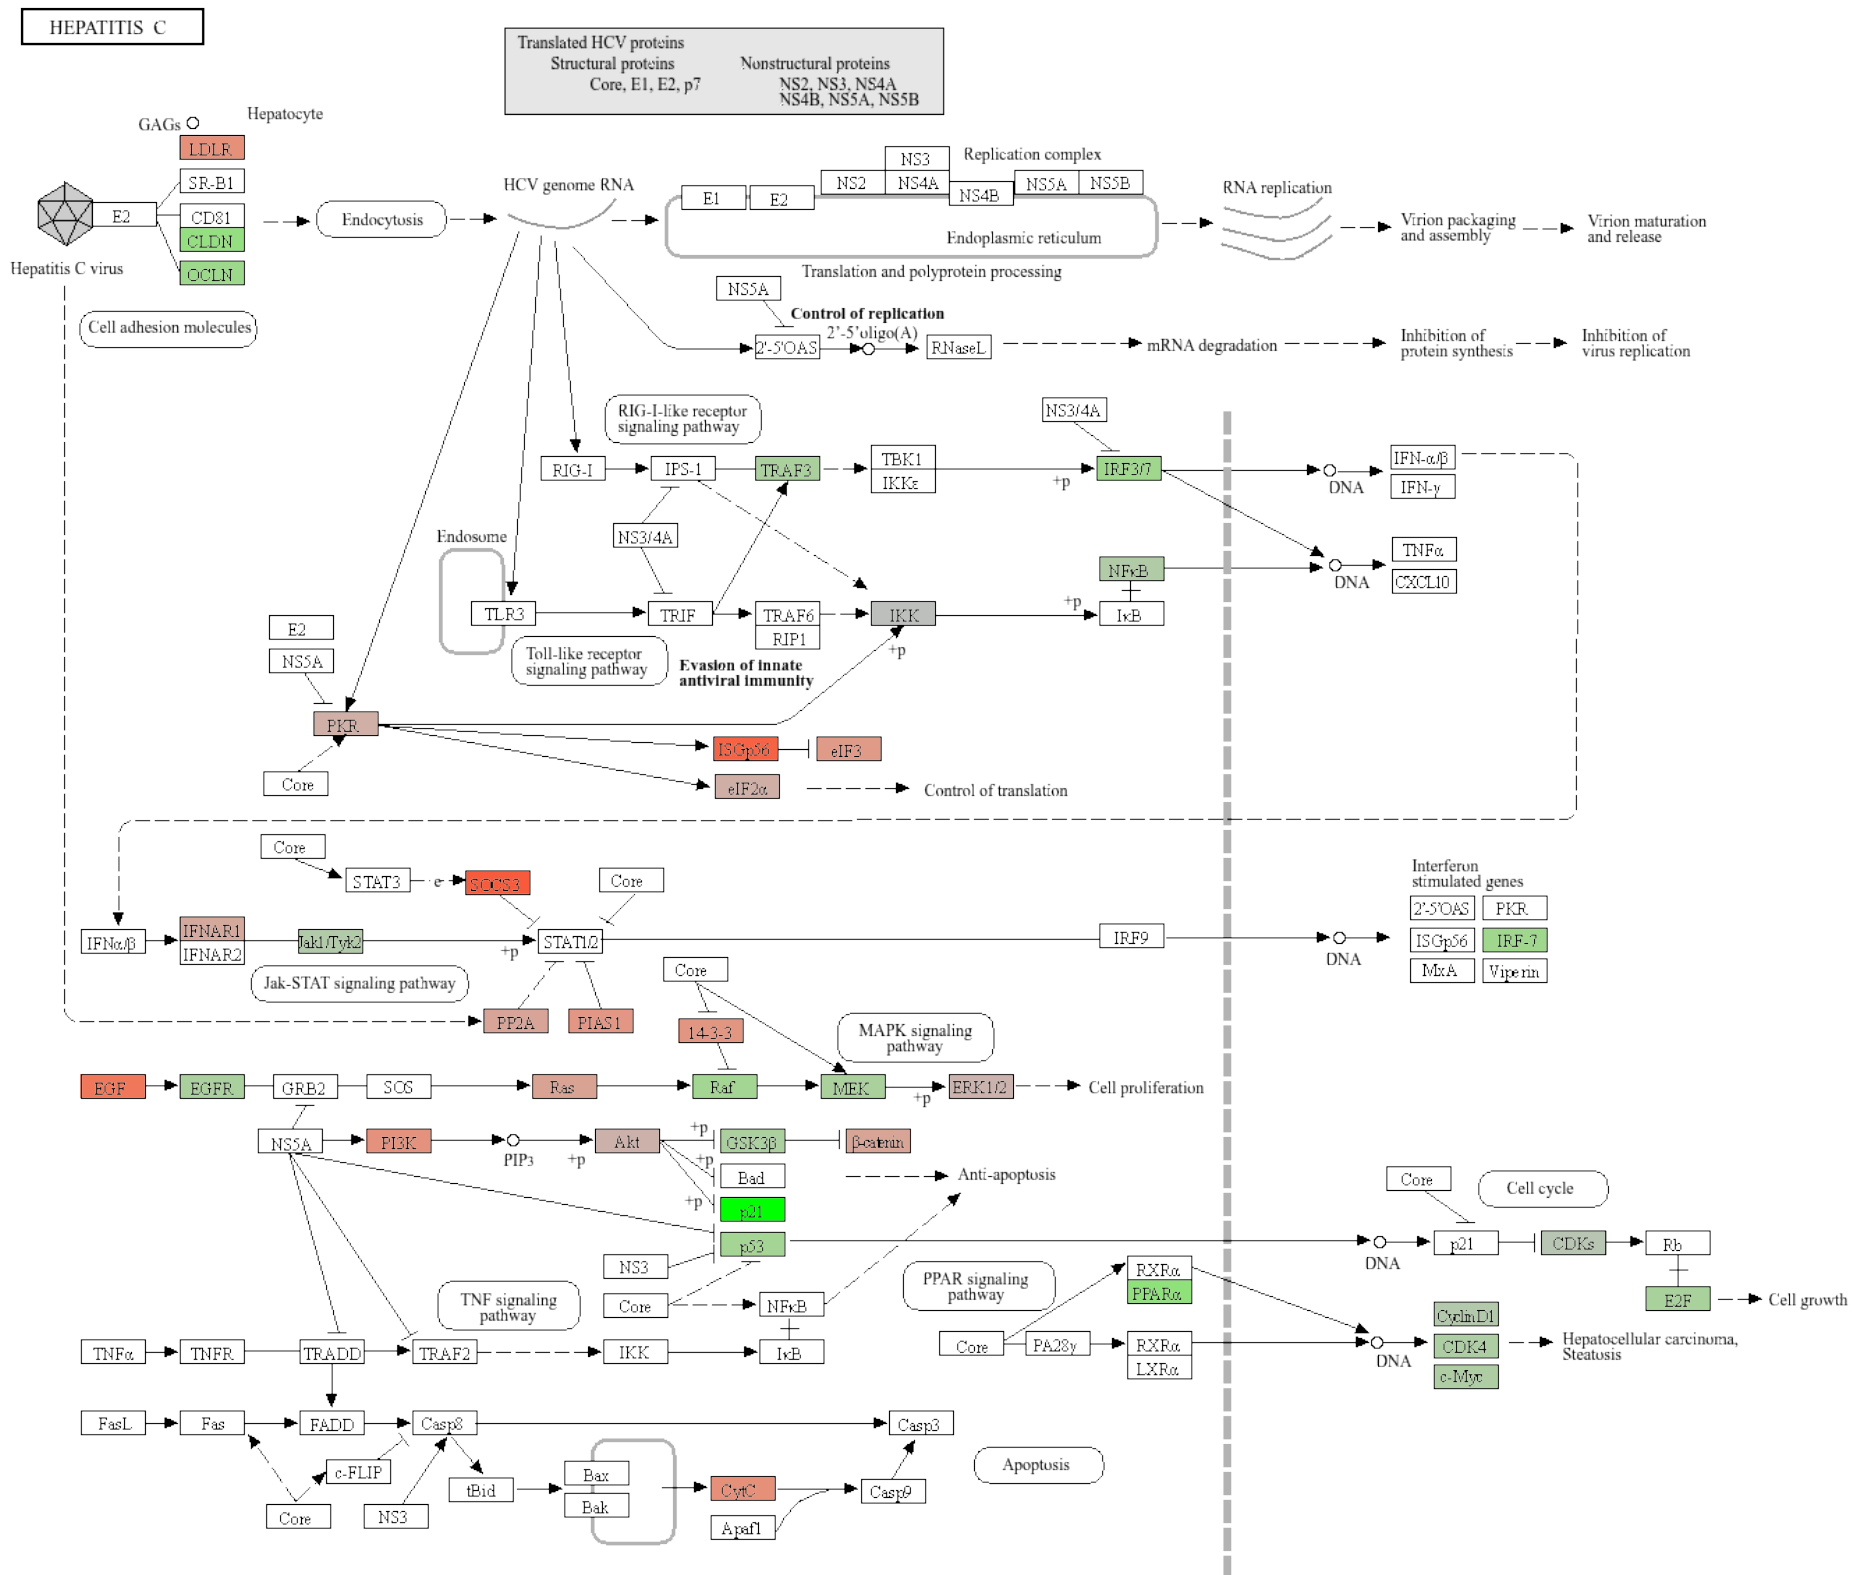 HEPATITIS C
Translated HCV proteins
Structural proteins
Nonstructural proteins
Core, E1, E2, p7
NS2, NS3, NS4A
NS4B, NS5A, NS5B
GAGs
Hepatocyte
LDLR
SR-B1
E2
CD81
CLDN
OCLN
Hepatitis C virus
Cell adhesion molecules
Endocytosis
HCV genome RNA
E1
E2
NS2
NS3
NS4A
NS4B
NS5A
NS5B
Replication complex
Endoplasmic reticulum
Translation and polyprotein processing
RNA replication
Virion packaging
and assembly
Virion maturation
and release
NS5A
Control of replication
2'-5'OAS
2'-5'oligo(A)
RNaseL
mRNA degradation
Inhibition of
protein synthesis
Inhibition of
virus replication
RIG-I-like receptor
signaling pathway
NS3/4A
RIG-I
IPS-1
TRAF3
TBK1
IKKε
+p
IRF3/7
DNA
IFN-α/β
IFN-γ
NS3/4A
Endosome
NFκB
DNA
TNFα
CXCL10
TLR3
TRIF
TRAF6
RIP1
IKK
+p
+p
IκB
Toll-like receptor
signaling pathway
Evasion of innate
antiviral immunity
E2
NS5A
PKR
Core
ISGp56
eIF3
eIF2α
Control of translation
Core
STAT3
e
SOCS3
Core
IFNα/β
IFNAR1
IFNAR2
Jak1/Tyk2
+p
STAT1/2
IRF9
DNA
Interferon
stimulated genes
2'-5'OAS
PKR
ISGp56
IRF-7
MxA
Viperin
Jak-STAT signaling pathway
Core
PP2A
PIAS1
14-3-3
MAPK signaling
pathway
EGF
EGFR
GRB2
SOS
Ras
Raf
MEK
+p
ERK1/2
Cell proliferation
NS5A
PI3K
PIP3
+p
Akt
+p
GSK3β
β-catenin
+p
Bad
Anti-apoptosis
+p
p21
p53
NS3
Core
NFκB
TNF signaling
pathway
PPAR signaling
pathway
RXRα
PPARα
DNA
Core
Cell cycle
p21
CDKs
Rb
E2F
Cell growth
TNFα
TNFR
TRADD
TRAF2
IKK
IκB
Core
PA28γ
RXRα
LXRα
DNA
CyclinD1
CDK4
c-Myc
Hepatocellular carcinoma,
Steatosis
FasL
Fas
FADD
Casp8
Casp3
c-FLIP
Core
NS3
tBid
Bax
Bak
CytC
Apaf1
Casp9
Apoptosis